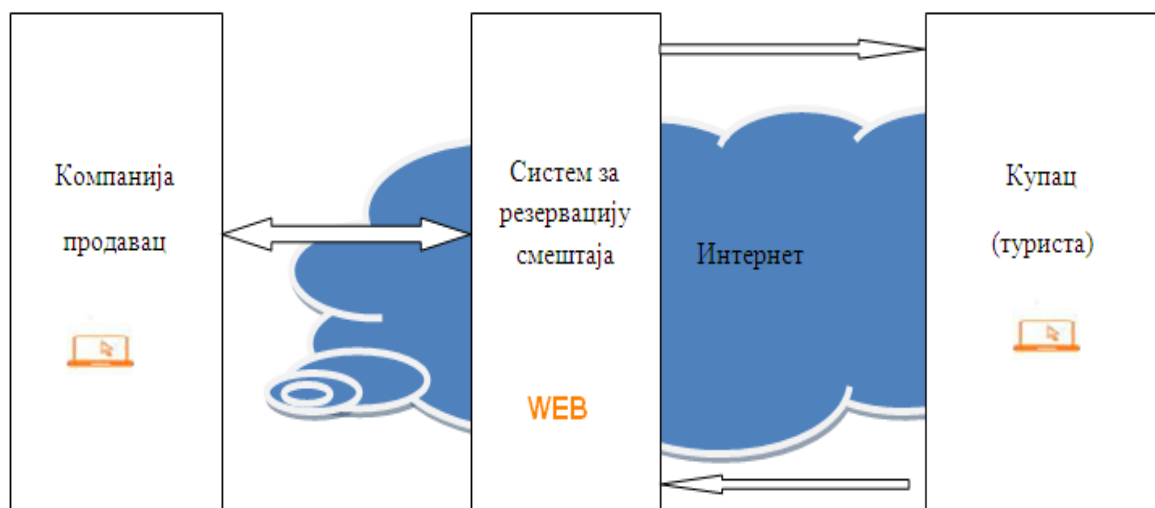 Компанија
продавац
Систем за
резервацију
смештаја
WEB
Интернет
Купац
(туриста)